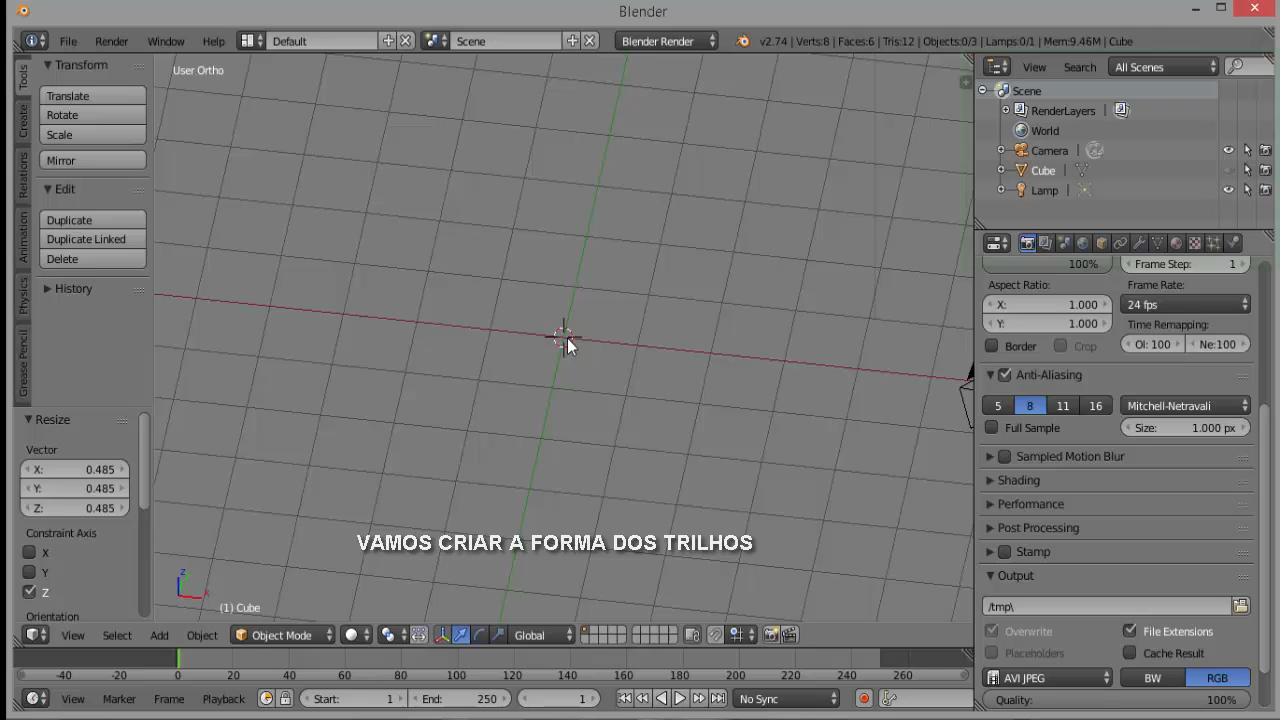 Blender
File Render Window Help Default Scene Blender Render v2.74 | Verts:8 | Faces:6 | Tris:12 | Objects:0/3 | Lamps:0/1 | Mem:9.46M | Cube
Tools
Create
Relations
Animation
Physics
Grease Pencil
Transform
Translate
Rotate
Scale
Mirror
Edit
Duplicate
Duplicate Linked
Delete
History
Resize
Vector
X: 0.485
Y: 0.485
Z: 0.485
Constraint Axis
X
Y
Z
Orientation
User Ortho
VAMOS CRIAR A FORMA DOS TRILHOS
z
x
(1) Cube
View Select Add Object Object Mode Global
-40 -20 0 20 40 60 80 100 120 140 160 180 200 220 240 260
View Marker Frame Playback Start: 1 End: 250 1 No Sync
View Search All Scenes
Scene
RenderLayers
World
Camera
Cube
Lamp
100% Frame Step: 1
Aspect Ratio: Frame Rate:
X: 1.000 24 fps
Y: 1.000 Time Remapping:
Border Crop Ol: 100 Ne:100
Anti-Aliasing
5 8 11 16 Mitchell-Netravali
Full Sample Size: 1.000 px
Sampled Motion Blur
Shading
Performance
Post Processing
Stamp
Output
/tmp\
Overwrite File Extensions
Placeholders Cache Result
AVI JPEG BW RGB
Quality: 100%